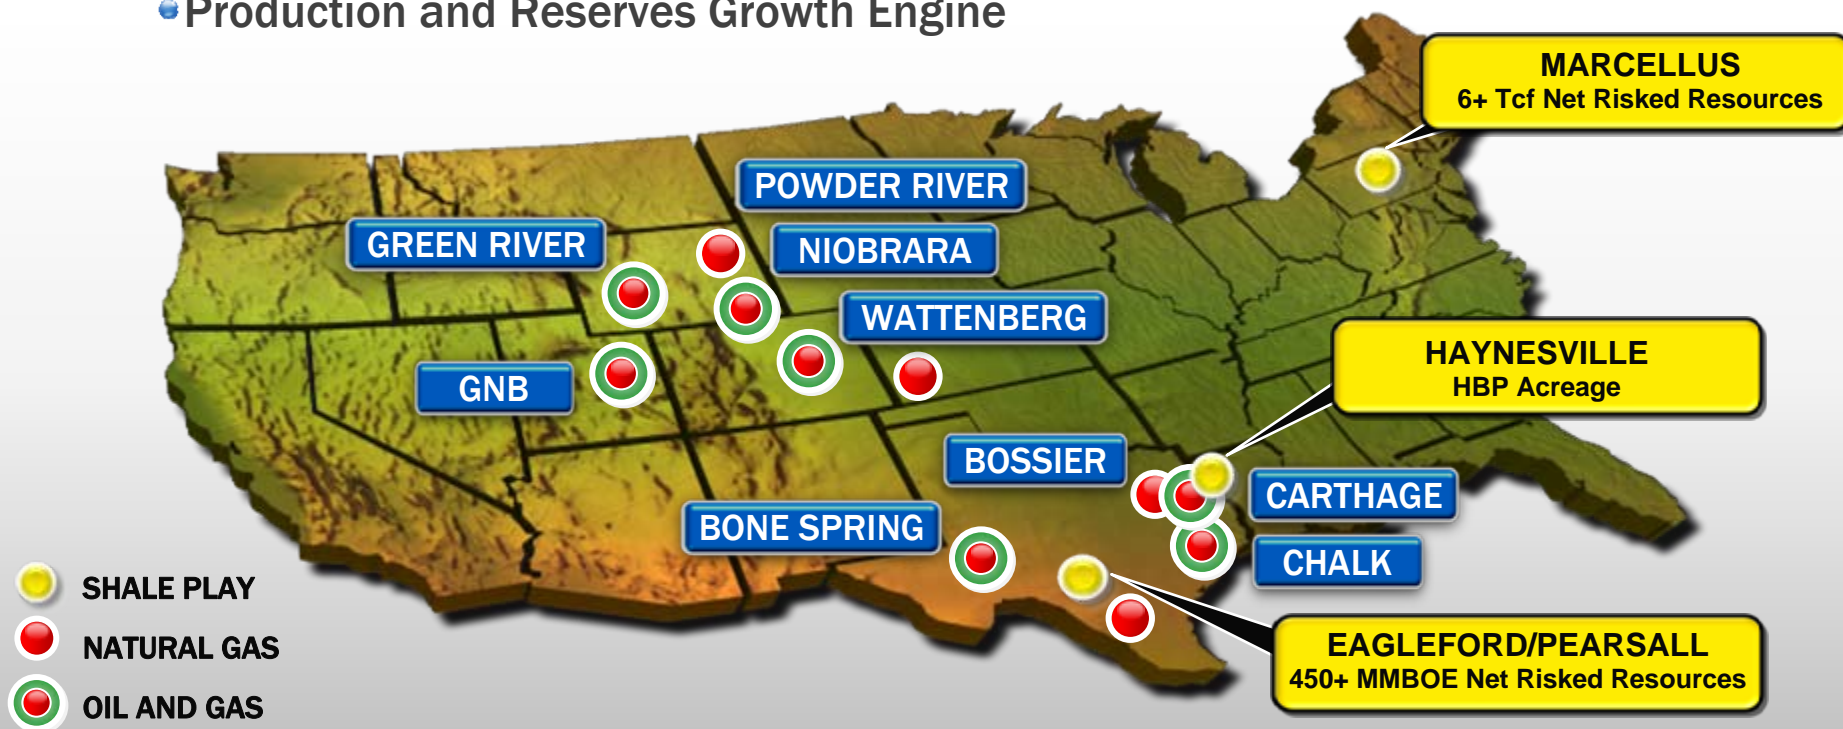 Production and Reserves Growth Engine
MARCELLUS
6+ Tcf Net Risked Resources
POWDER RIVER
GREEN RIVER
NIOBRARA
WATTENBERG
HAYNESVILLE
HBP Acreage
GNB
BOSSIER
CARTHAGE
BONE SPRING
CHALK
SHALE PLAY
NATURAL GAS
EAGLEFORD/PEARSALL
450+ MMBOE Net Risked Resources
OIL AND GAS